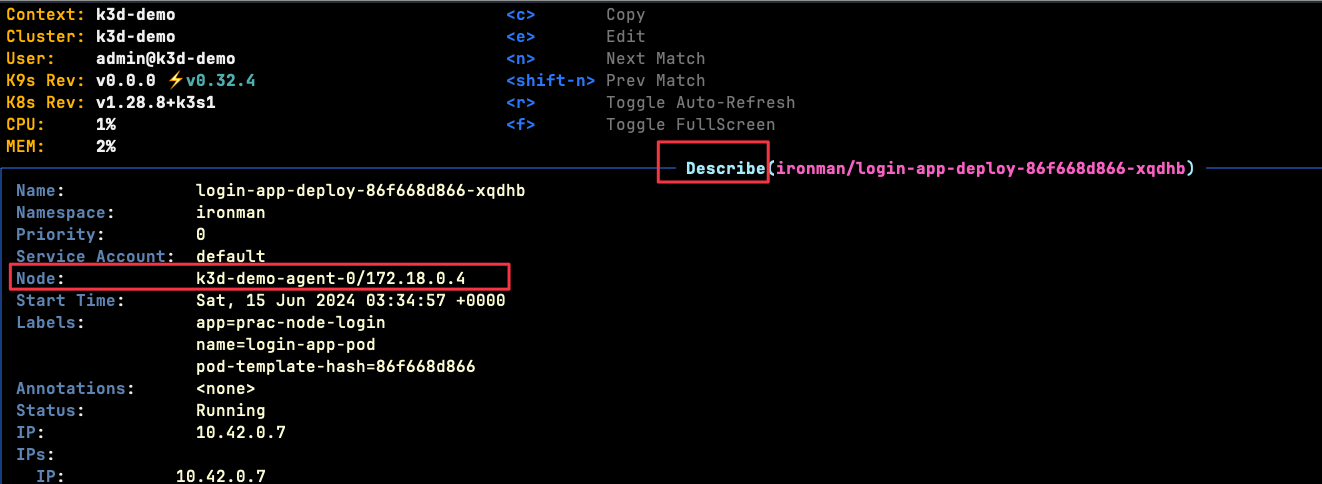 Context: k3d-demo <c> Copy
Cluster: k3d-demo <e> Edit
User: admin@k3d-demo <n> Next Match
K9s Rev: v0.0.0 ⚡v0.32.4 <shift-n> Prev Match
K8s Rev: v1.28.8+k3s1 <r> Toggle Auto-Refresh
CPU: 1% <f> Toggle FullScreen
MEM: 2%
Describe(ironman/login-app-deploy-86f668d866-xqdhb)
Name: login-app-deploy-86f668d866-xqdhb
Namespace: ironman
Priority: 0
Service Account: default
Node: k3d-demo-agent-0/172.18.0.4
Start Time: Sat, 15 Jun 2024 03:34:57 +0000
Labels: app=prac-node-login
name=login-app-pod
pod-template-hash=86f668d866
Annotations: <none>
Status: Running
IP: 10.42.0.7
IPs:
IP: 10.42.0.7